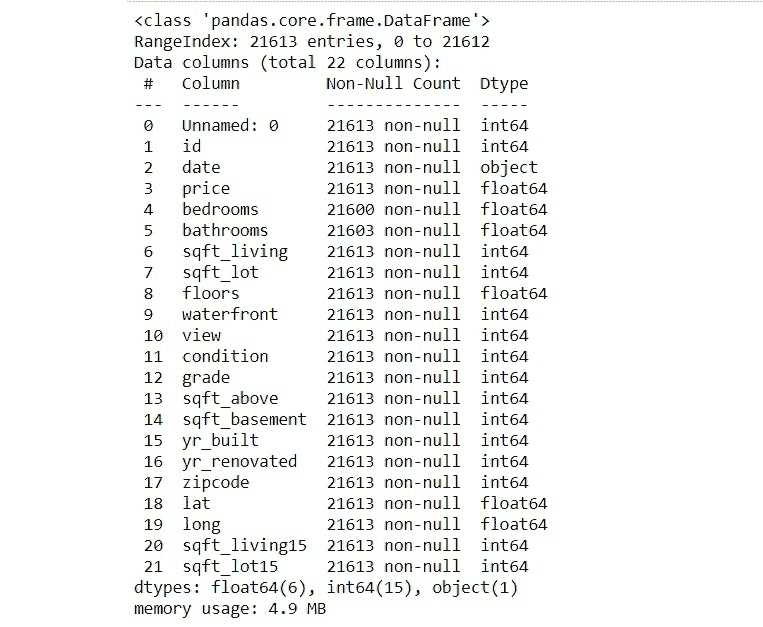 <class 'pandas.core.frame.DataFrame'>
RangeIndex: 21613 entries, 0 to 21612
Data columns (total 22 columns):
#   Column         Non-Null Count  Dtype
---  ------         --------------  -----
0   Unnamed: 0     21613 non-null  int64
1   id             21613 non-null  int64
2   date           21613 non-null  object
3   price          21613 non-null  float64
4   bedrooms       21600 non-null  float64
5   bathrooms      21603 non-null  float64
6   sqft_living    21613 non-null  int64
7   sqft_lot       21613 non-null  int64
8   floors         21613 non-null  float64
9   waterfront     21613 non-null  int64
10  view           21613 non-null  int64
11  condition      21613 non-null  int64
12  grade          21613 non-null  int64
13  sqft_above     21613 non-null  int64
14  sqft_basement  21613 non-null  int64
15  yr_built       21613 non-null  int64
16  yr_renovated   21613 non-null  int64
17  zipcode        21613 non-null  int64
18  lat            21613 non-null  float64
19  long           21613 non-null  float64
20  sqft_living15  21613 non-null  int64
21  sqft_lot15     21613 non-null  int64
dtypes: float64(6), int64(15), object(1)
memory usage: 4.9 MB